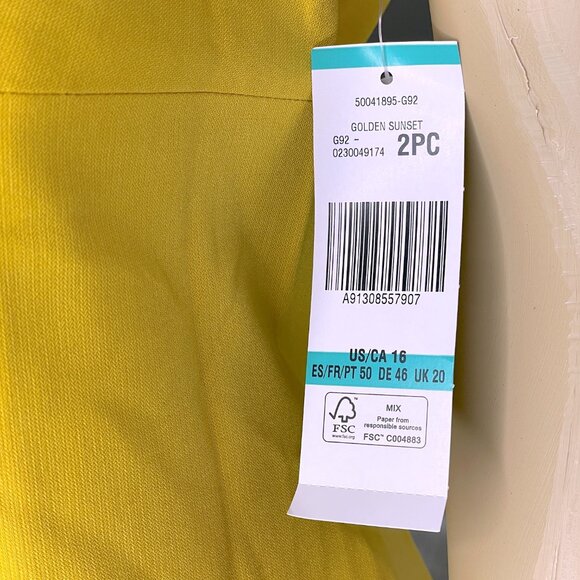 50041895-G92
GOLDEN SUNSET
G92 -
0230049174 2PC
A91308557907
US/CA 16
ES/FR/PT 50 DE 46 UK 20
FSC
www.fsc.org
MIX
Paper from
responsible sources
FSC™ C004883